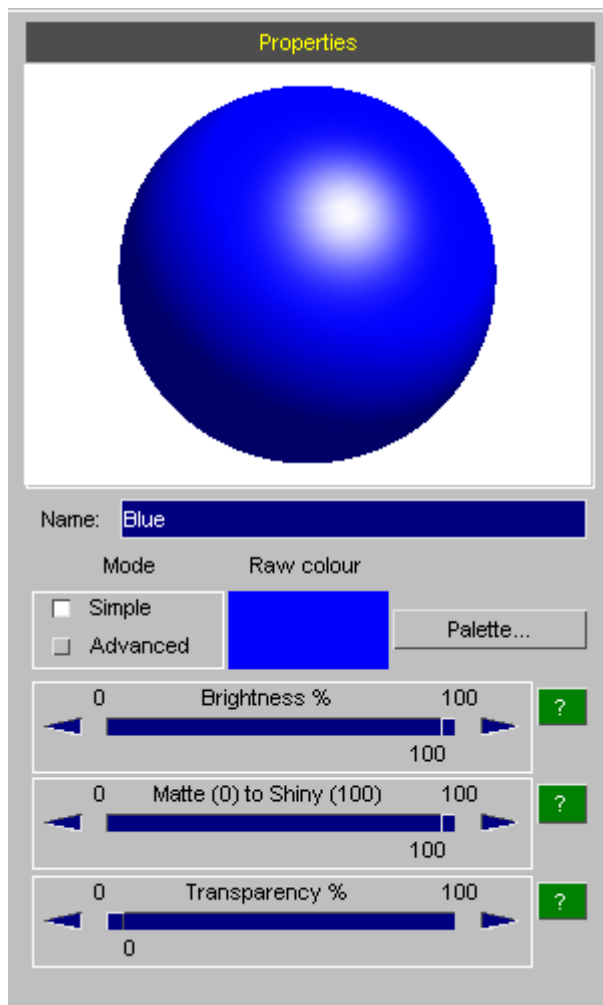 Properties
Name: Blue
Mode Raw colour
Simple
Advanced
Palette...
0 Brightness % 100 ?
100
0 Matte (0) to Shiny (100) 100 ?
100
0 Transparency % 100 ?
0